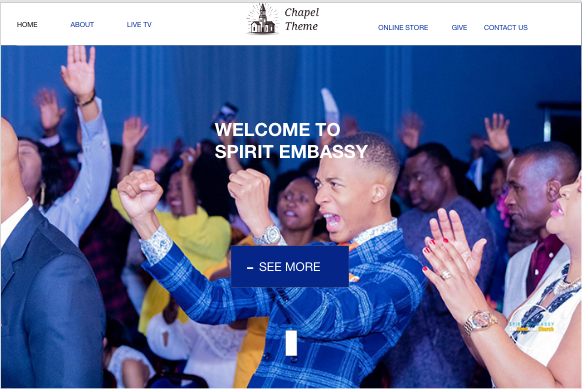 HOME
ABOUT
LIVE TV
Chapel
Theme
ONLINE STORE
GIVE
CONTACT US
WELCOME TO
SPIRIT EMBASSY
– SEE MORE